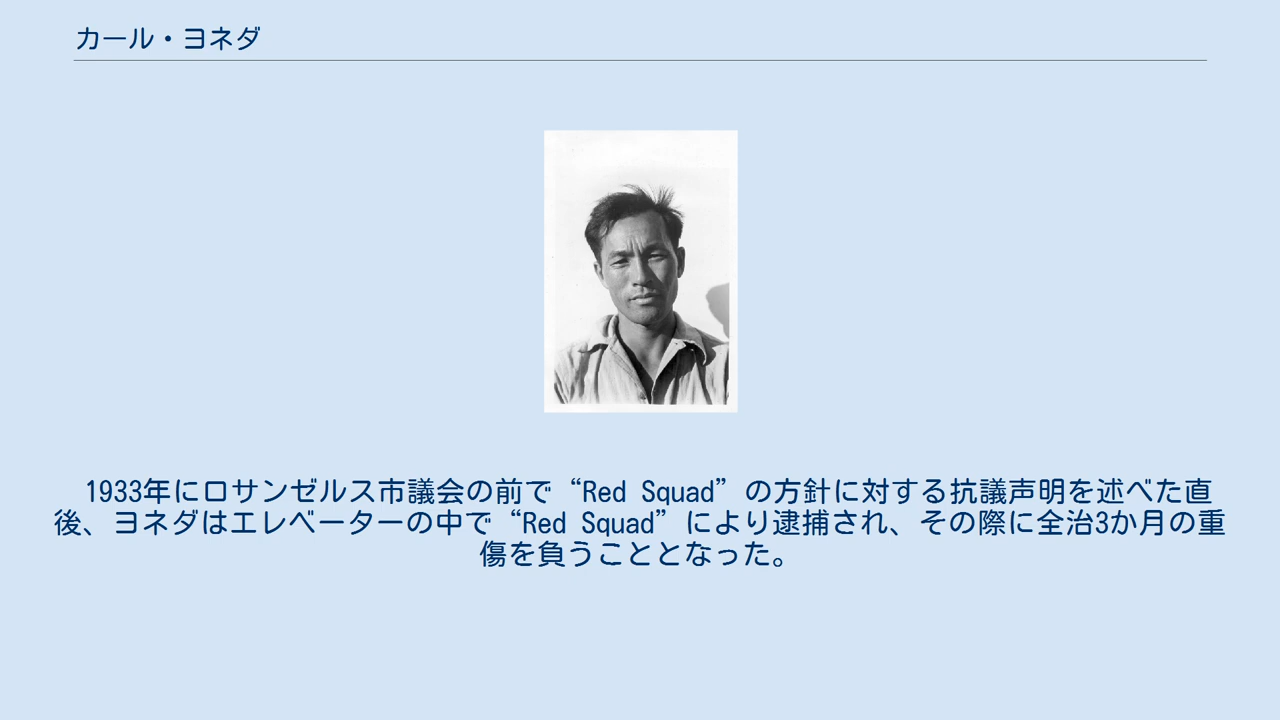 カール・ヨネダ
1933年にロサンゼルス市議会の前で“Red Squad”の方針に対する抗議声明を述べた直
後、ヨネダはエレベーターの中で“Red Squad”により逮捕され、その際に全治3か月の重
傷を負うこととなった。